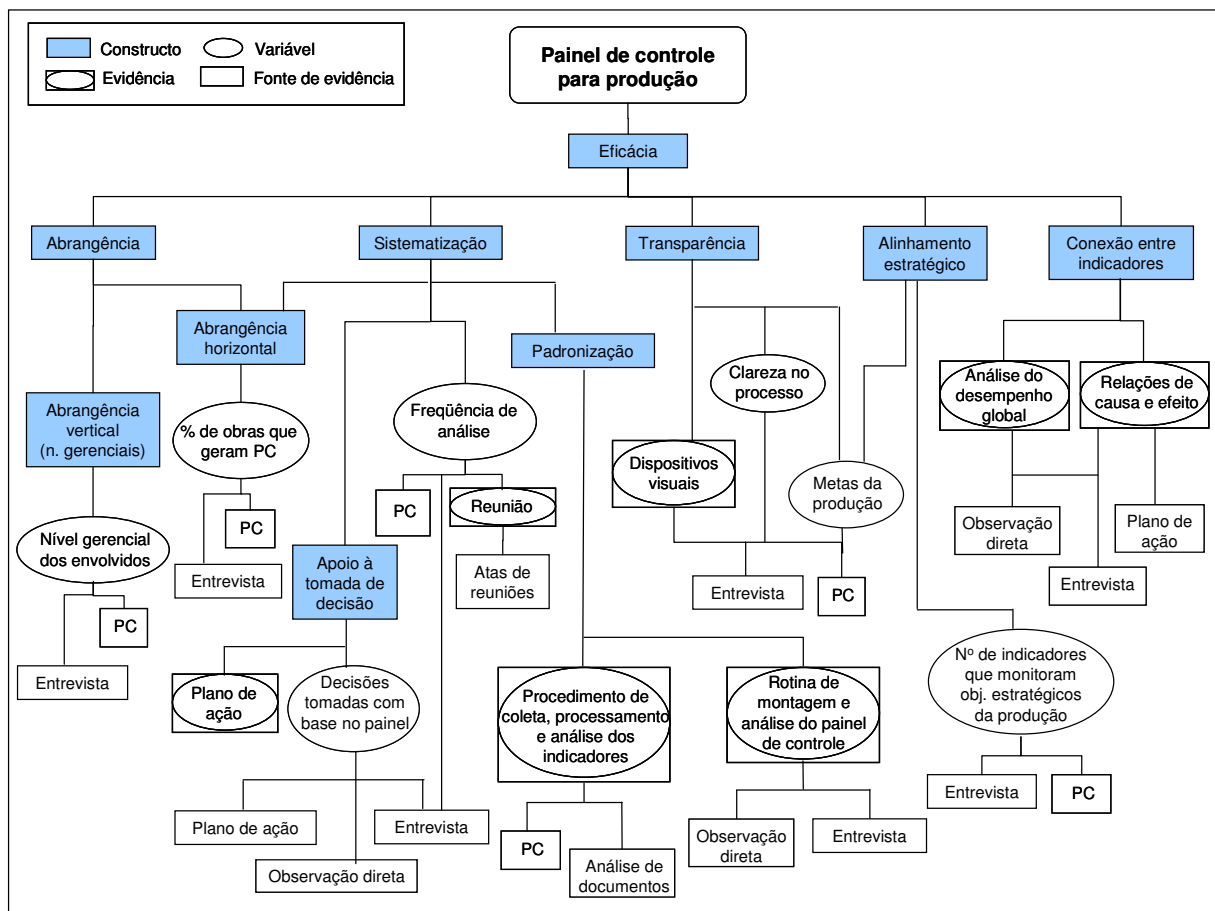 Constructo
Variável
Evidência
Fonte de evidência
Painel de controle
para produção
Eficácia
Abrangência
Sistematização
Transparência
Alinhamento
estratégico
Conexão entre
indicadores
Abrangência
horizontal
Padronização
Abrangência
vertical
(n. gerenciais)
% de obras que
geram PC
Freqüência de
análise
Clareza no
processo
Análise do
desempenho
global
Relações de
causa e efeito
Dispositivos
visuais
Metas da
produção
Nível gerencial
dos envolvidos
PC
Entrevista
PC
Reunião
Atas de
reuniões
Apoio à
tomada de
decisão
Observação
direta
Plano de
ação
Entrevista
Entrevista
PC
PC
Entrevista
Plano de
ação
Decisões
tomadas com
base no painel
Procedimento de
coleta, processamento
e análise dos
indicadores
Rotina de
montagem e
análise do painel
de controle
Nº de indicadores
que monitoram
obj. estratégicos
da produção
Entrevista
PC
Plano de ação
Entrevista
Observação direta
PC
Análise de
documentos
Observação
direta
Entrevista